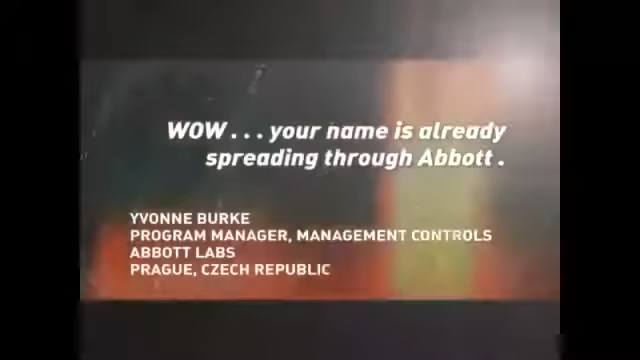 WOW . . . your name is already
spreading through Abbott .
YVONNE BURKE
PROGRAM MANAGER, MANAGEMENT CONTROLS
ABBOTT LABS
PRAGUE, CZECH REPUBLIC